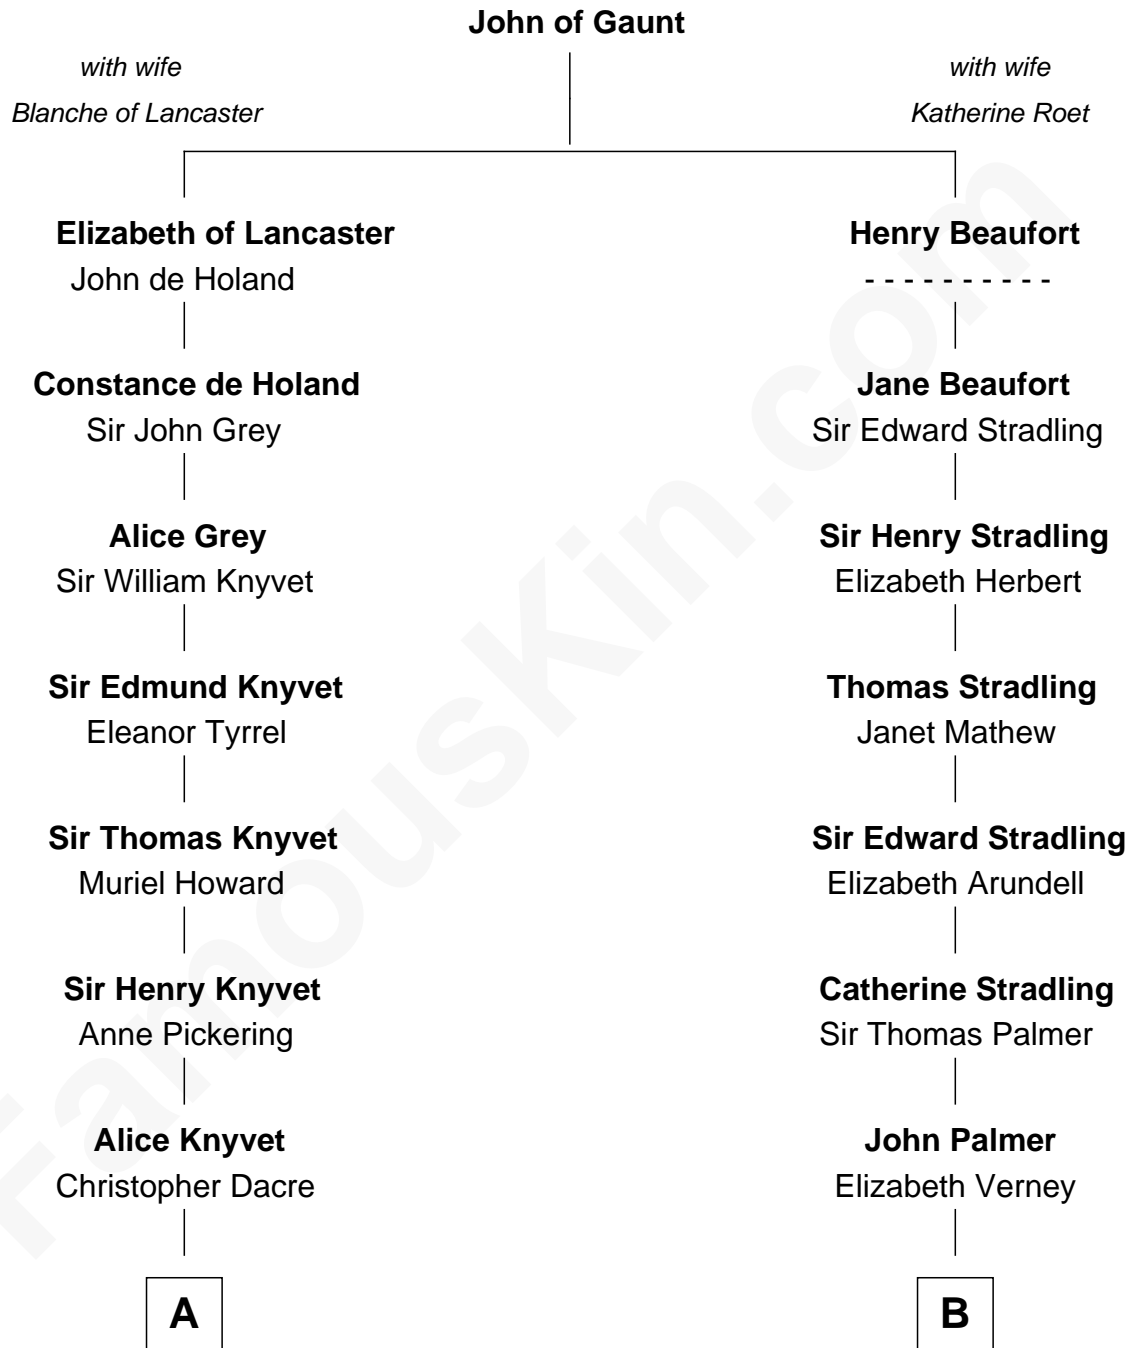 John of Gaunt
with wife
Blanche of Lancaster
with wife
Katherine Roet
Elizabeth of Lancaster
John de Holand
Henry Beaufort
- - - - - - - - - -
Constance de Holand
Sir John Grey
Jane Beaufort
Sir Edward Stradling
Alice Grey
Sir William Knyvet
Sir Henry Stradling
Elizabeth Herbert
Sir Edmund Knyvet
Eleanor Tyrrel
Thomas Stradling
Janet Mathew
Sir Thomas Knyvet
Muriel Howard
Sir Edward Stradling
Elizabeth Arundell
Sir Henry Knyvet
Anne Pickering
Catherine Stradling
Sir Thomas Palmer
Alice Knyvet
Christopher Dacre
John Palmer
Elizabeth Verney
A
B
FamousKin.com